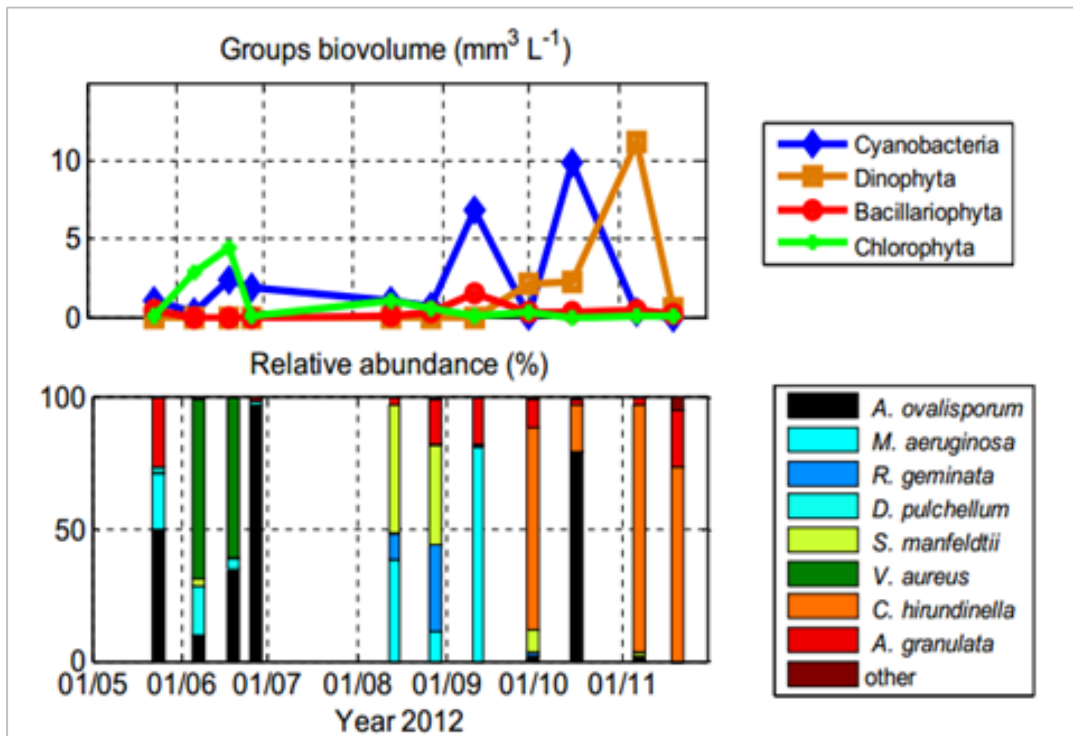 Groups biovolume (mm³ L⁻¹)
10
5
0
Cyanobacteria
Dinophyta
Bacillariophyta
Chlorophyta
Relative abundance (%)
100
50
0
01/05 01/06 01/07 01/08 01/09 01/10 01/11
Year 2012
A. ovalisporum
M. aeruginosa
R. geminata
D. pulchellum
S. manfeldtii
V. aureus
C. hirundinella
A. granulata
other